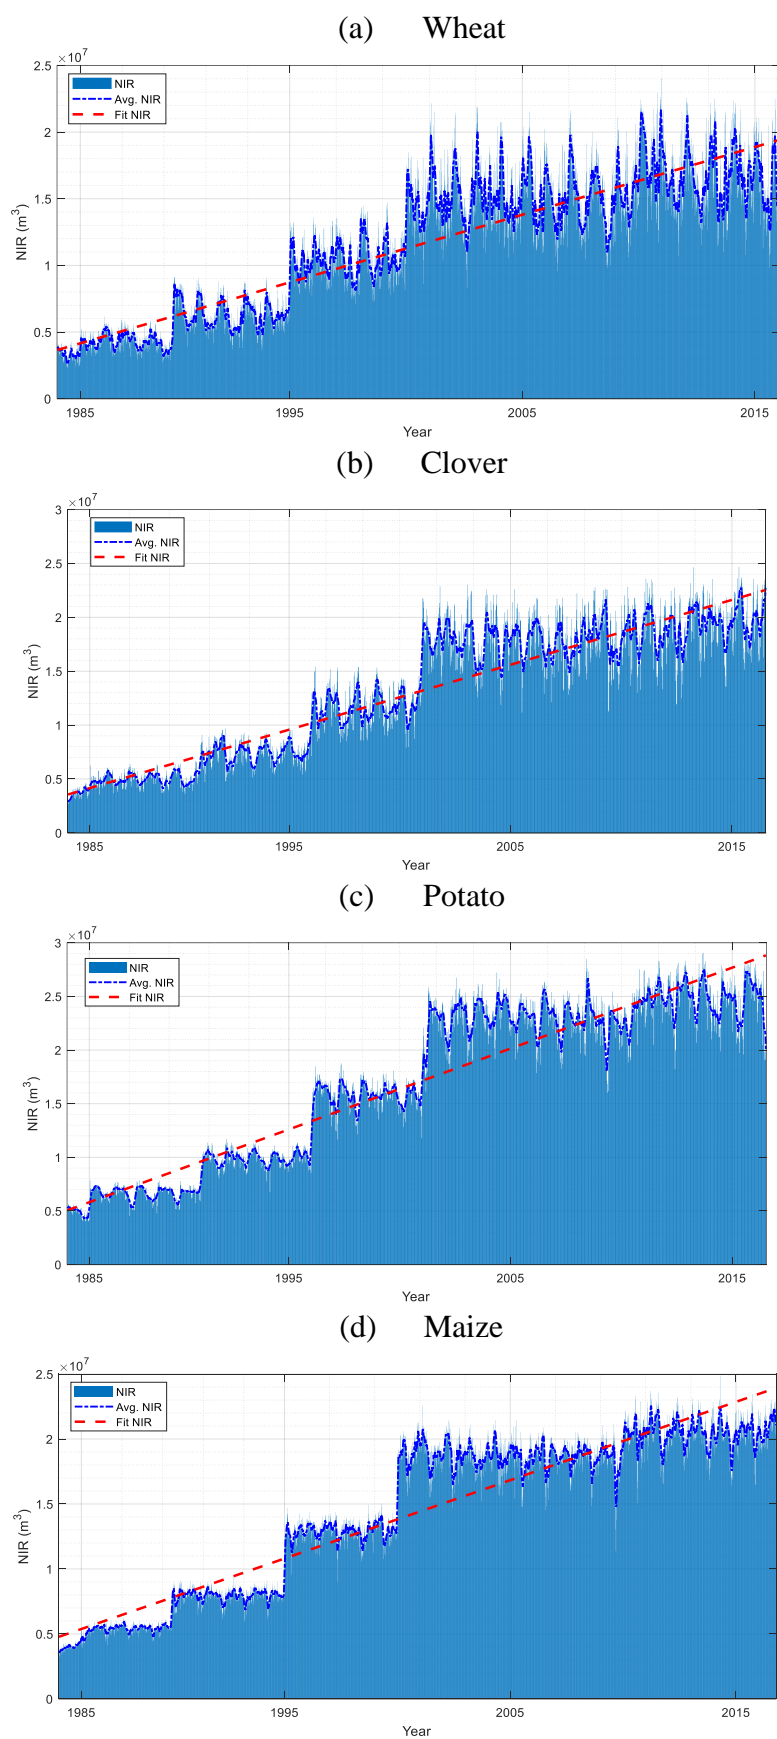 (a) Wheat
×10^7
2.5
2
1.5
1
0.5
0
NIR (m^3)
NIR
Avg. NIR
Fit NIR
1985 1995 2005 2015
Year
(b) Clover
×10^7
3
2.5
2
1.5
1
0.5
0
NIR (m^3)
NIR
Avg. NIR
Fit NIR
1985 1995 2005 2015
Year
(c) Potato
×10^7
3
2.5
2
1.5
1
0.5
0
NIR (m^3)
NIR
Avg. NIR
Fit NIR
1985 1995 2005 2015
Year
(d) Maize
×10^7
2.5
2
1.5
1
0.5
0
NIR (m^3)
NIR
Avg. NIR
Fit NIR
1985 1995 2005 2015
Year